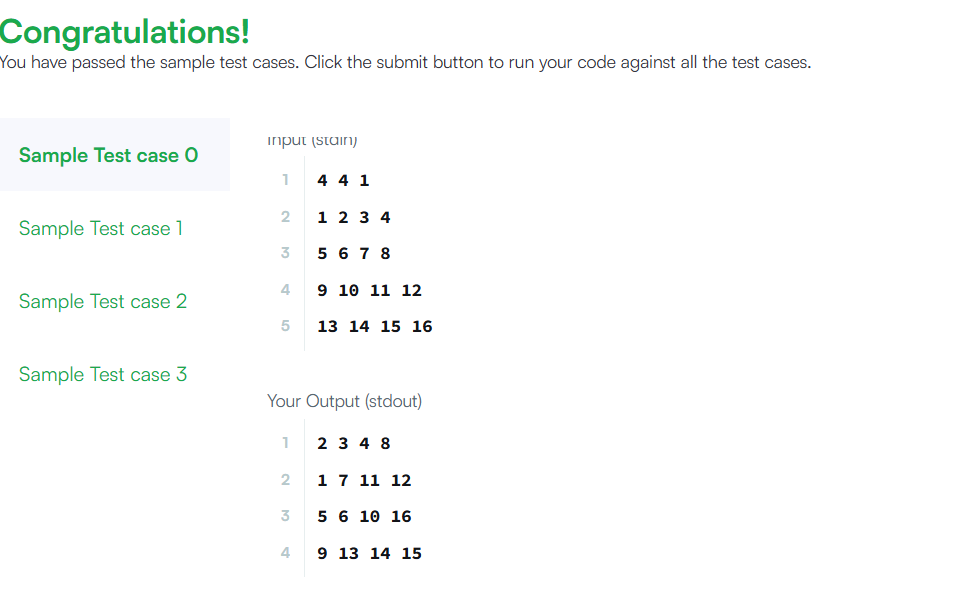 Congratulations!
You have passed the sample test cases. Click the submit button to run your code against all the test cases.
Sample Test case 0
Sample Test case 1
Sample Test case 2
Sample Test case 3
Input (stdin)
1 4 4 1
2 1 2 3 4
3 5 6 7 8
4 9 10 11 12
5 13 14 15 16
Your Output (stdout)
1 2 3 4 8
2 1 7 11 12
3 5 6 10 16
4 9 13 14 15